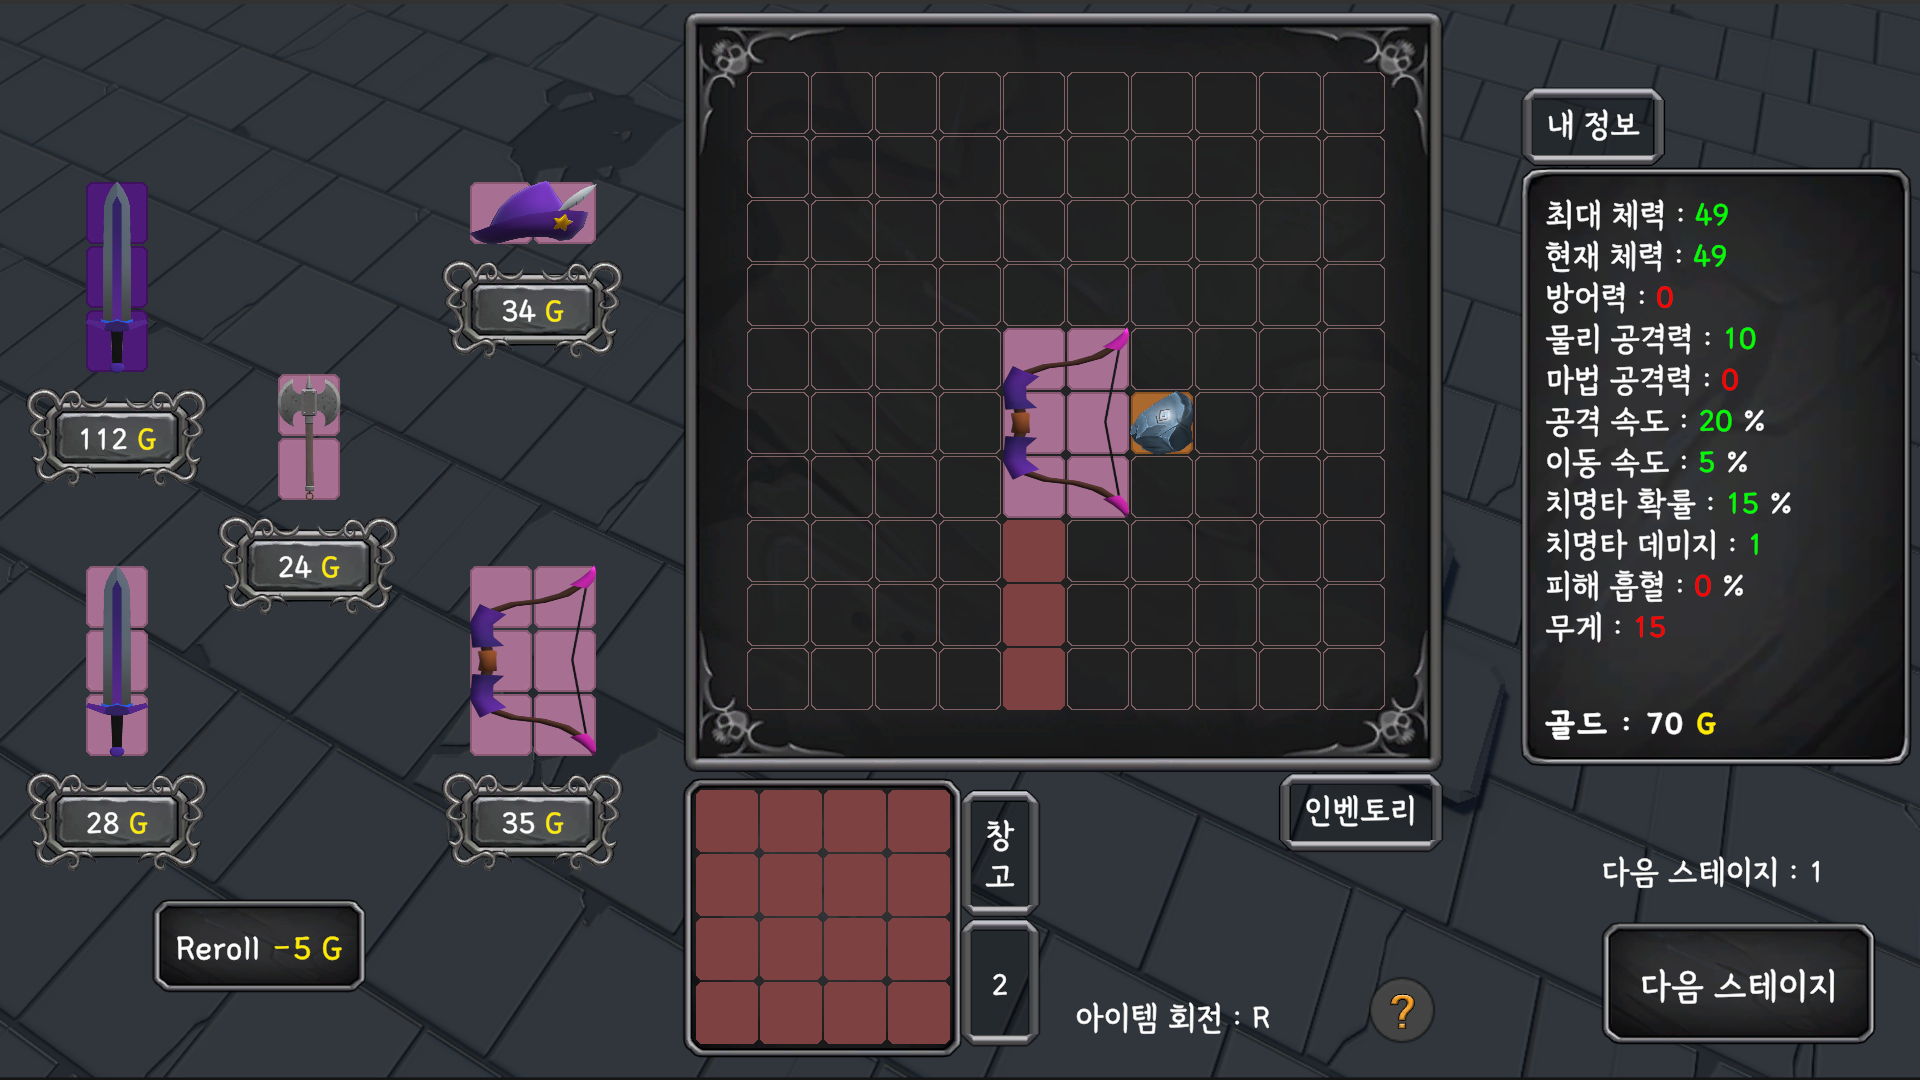 34 G
112 G
24 G
28 G
35 G
Reroll -5 G
창고
2
아이템 회전 : R
?
인벤토리
내 정보
최대 체력 : 49
현재 체력 : 49
방어력 : 0
물리 공격력 : 10
마법 공격력 : 0
공격 속도 : 20 %
이동 속도 : 5 %
치명타 확률 : 15 %
치명타 데미지 : 1
피해 흡혈 : 0 %
무게 : 15
골드 : 70 G
다음 스테이지 : 1
다음 스테이지